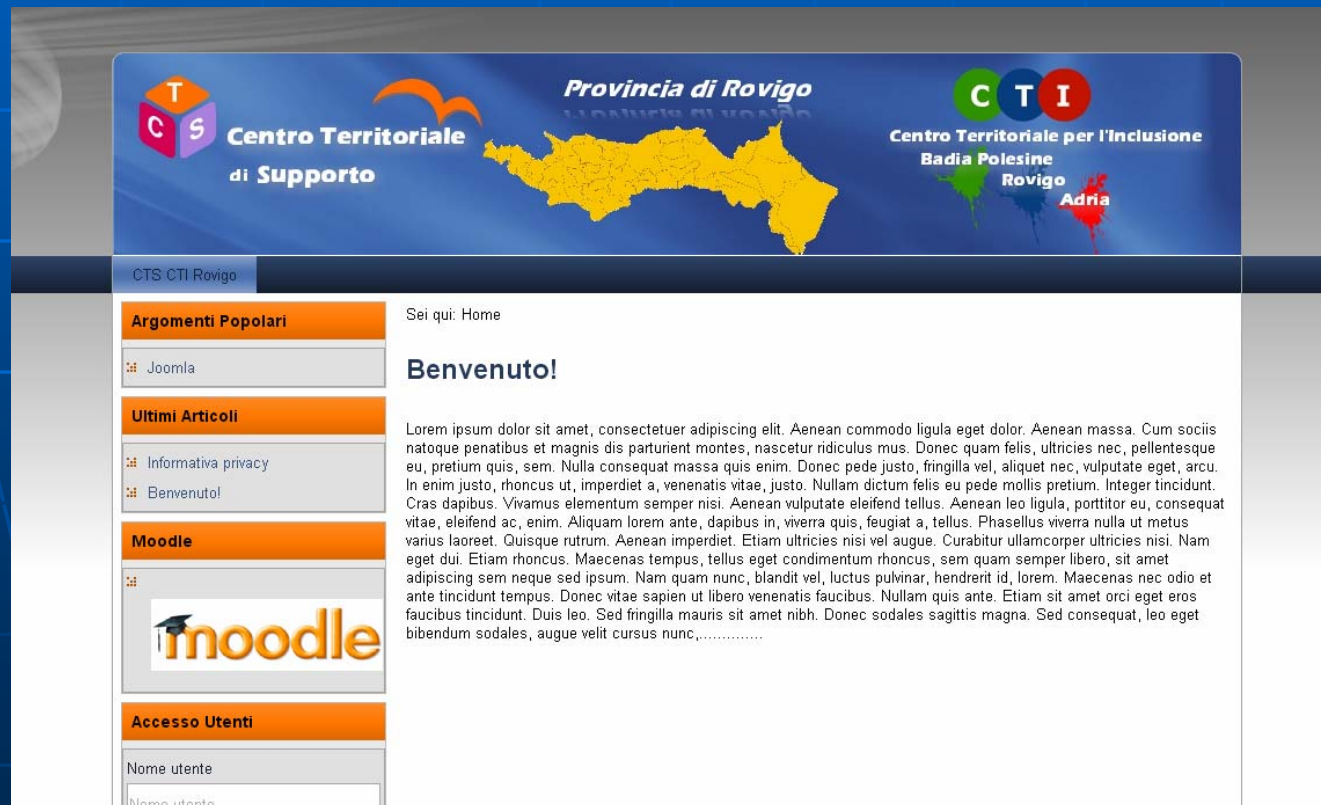 T
C S
Centro Territoriale
di Supporto
Provincia di Rovigo
C T I
Centro Territoriale per l'Inclusione
Badia Polesine
Rovigo
Adria
CTS CTI Rovigo
Argomenti Popolari
Joomla
Ultimi Articoli
Informativa privacy
Benvenuto!
Moodle
moodle
Accesso Utenti
Nome utente
Nome utente
Sei qui: Home
Benvenuto!
Lorem ipsum dolor sit amet, consectetuer adipiscing elit. Aenean commodo ligula eget dolor. Aenean massa. Cum sociis
natoque penatibus et magnis dis parturient montes, nascetur ridiculus mus. Donec quam felis, ultricies nec, pellentesque
eu, pretium quis, sem. Nulla consequat massa quis enim. Donec pede justo, fringilla vel, aliquet nec, vulputate eget, arcu.
In enim justo, rhoncus ut, imperdiet a, venenatis vitae, justo. Nullam dictum felis eu pede mollis pretium. Integer tincidunt.
Cras dapibus. Vivamus elementum semper nisi. Aenean vulputate eleifend tellus. Aenean leo ligula, porttitor eu, consequat
vitae, eleifend ac, enim. Aliquam lorem ante, dapibus in, viverra quis, feugiat a, tellus. Phasellus viverra nulla ut metus
varius laoreet. Quisque rutrum. Aenean imperdiet. Etiam ultricies nisi vel augue. Curabitur ullamcorper ultricies nisi. Nam
eget dui. Etiam rhoncus. Maecenas tempus, tellus eget condimentum rhoncus, sem quam semper libero, sit amet
adipiscing sem neque sed ipsum. Nam quam nunc, blandit vel, luctus pulvinar, hendrerit id, lorem. Maecenas nec odio et
ante tincidunt tempus. Donec vitae sapien ut libero venenatis faucibus. Nullam quis ante. Etiam sit amet orci eget eros
faucibus tincidunt. Duis leo. Sed fringilla mauris sit amet nibh. Donec sodales sagittis magna. Sed consequat, leo eget
bibendum sodales, augue velit cursus nunc,..............